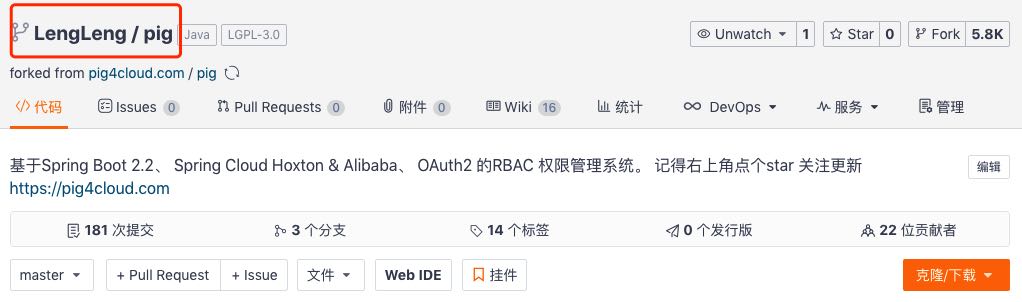 LengLeng / pig Java LGPL-3.0 Unwatch 1 Star 0 Fork 5.8K
forked from pig4cloud.com / pig
代码 Issues 0 Pull Requests 0 附件 0 Wiki 16 统计 DevOps 服务 管理
基于Spring Boot 2.2、 Spring Cloud Hoxton & Alibaba、 OAuth2 的RBAC 权限管理系统。 记得右上角点个star 关注更新 编辑
https://pig4cloud.com
181 次提交 3 个分支 14 个标签 0 个发行版 22 位贡献者
master + Pull Request + Issue 文件 Web IDE 挂件 克隆/下载